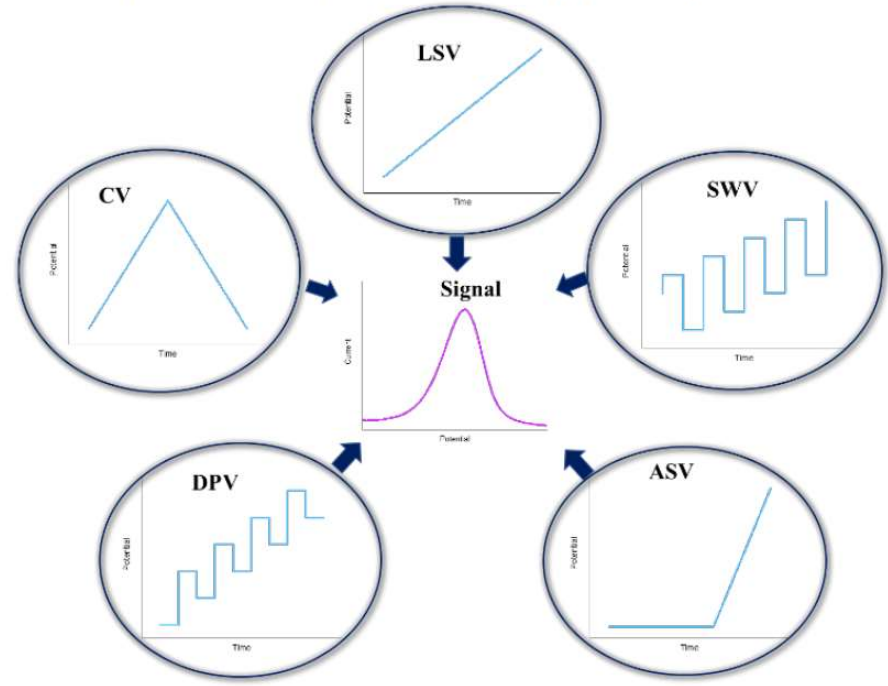 LSV
Potential
Time
CV
Potential
Time
SWV
Potential
Time
Signal
Current
Potential
DPV
Potential
Time
ASV
Potential
Time